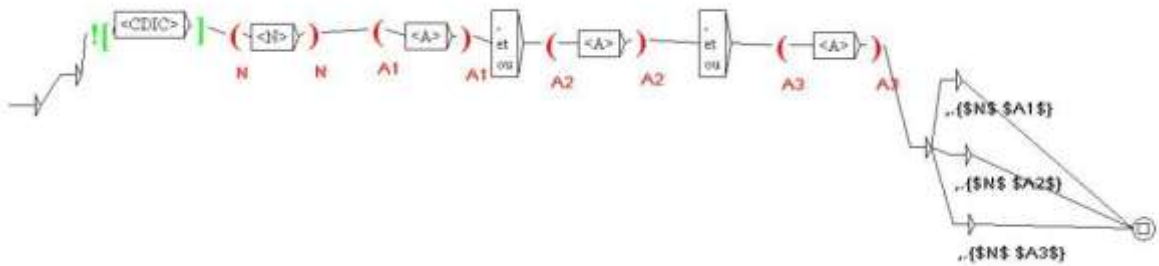 ![ <CDIC> ] ( <N> ) ( <A> ) , et ou ( <A> ) , et ou ( <A> )
N N A1 A1 A2 A2 A3 A3
,.{$N$ $A1$}
,.{$N$ $A2$}
,.{$N$ $A3$}